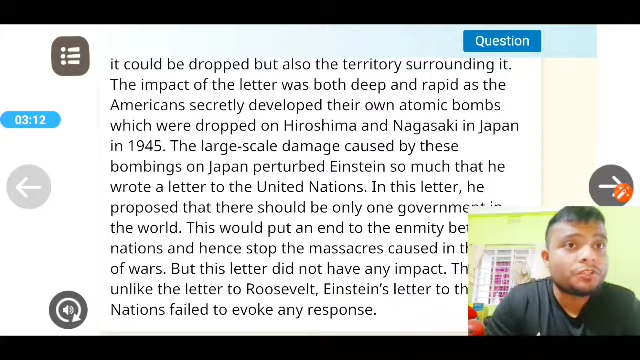 Question
it could be dropped but also the territory surrounding it.
The impact of the letter was both deep and rapid as the
Americans secretly developed their own atomic bombs
03:12
which were dropped on Hiroshima and Nagasaki in Japan
in 1945. The large-scale damage caused by these
bombings on Japan perturbed Einstein so much that he
wrote a letter to the United Nations. In this letter, he
proposed that there should be only one government in
the world. This would put an end to the enmity
nations and hence stop the massacres caused in
of wars. But this letter did not have any impact.
unlike the letter to Roosevelt, Einstein's letter to
Nations failed to evoke any response.